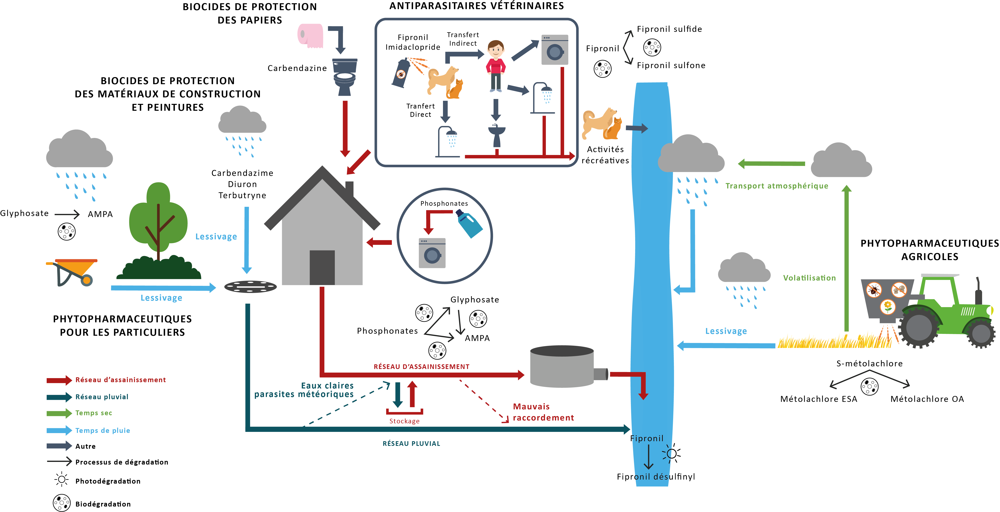 BIOCIDES DE PROTECTION
DES PAPIERS
ANTIPARASITAIRES VÉTÉRINAIRES
Carbendazine
Fipronil
Imidaclopride
Transfert
Indirect
Tranfert
Direct
Fipronil
Fipronil sulfide
Fipronil sulfone
Activités
récréatives
BIOCIDES DE PROTECTION
DES MATÉRIAUX DE CONSTRUCTION
ET PEINTURES
Carbendazime
Diuron
Terbutryne
Glyphosate
AMPA
Lessivage
Lessivage
PHYTOPHARMACEUTIQUES
POUR LES PARTICULIERS
Phosphonates
Transport atmosphérique
Volatilisation
PHYTOPHARMACEUTIQUES
AGRICOLES
Lessivage
S-métolachlore
Métolachlore ESA
Métolachlore OA
Glyphosate
Phosphonates
AMPA
RÉSEAU D’ASSAINISSEMENT
Eaux claires
parasites météoriques
Stockage
Mauvais
raccordement
RÉSEAU PLUVIAL
Fipronil
Fipronil désulfinyl
Réseau d’assainissement
Réseau pluvial
Temps sec
Temps de pluie
Autre
Processus de dégradation
Photodégradation
Biodégradation